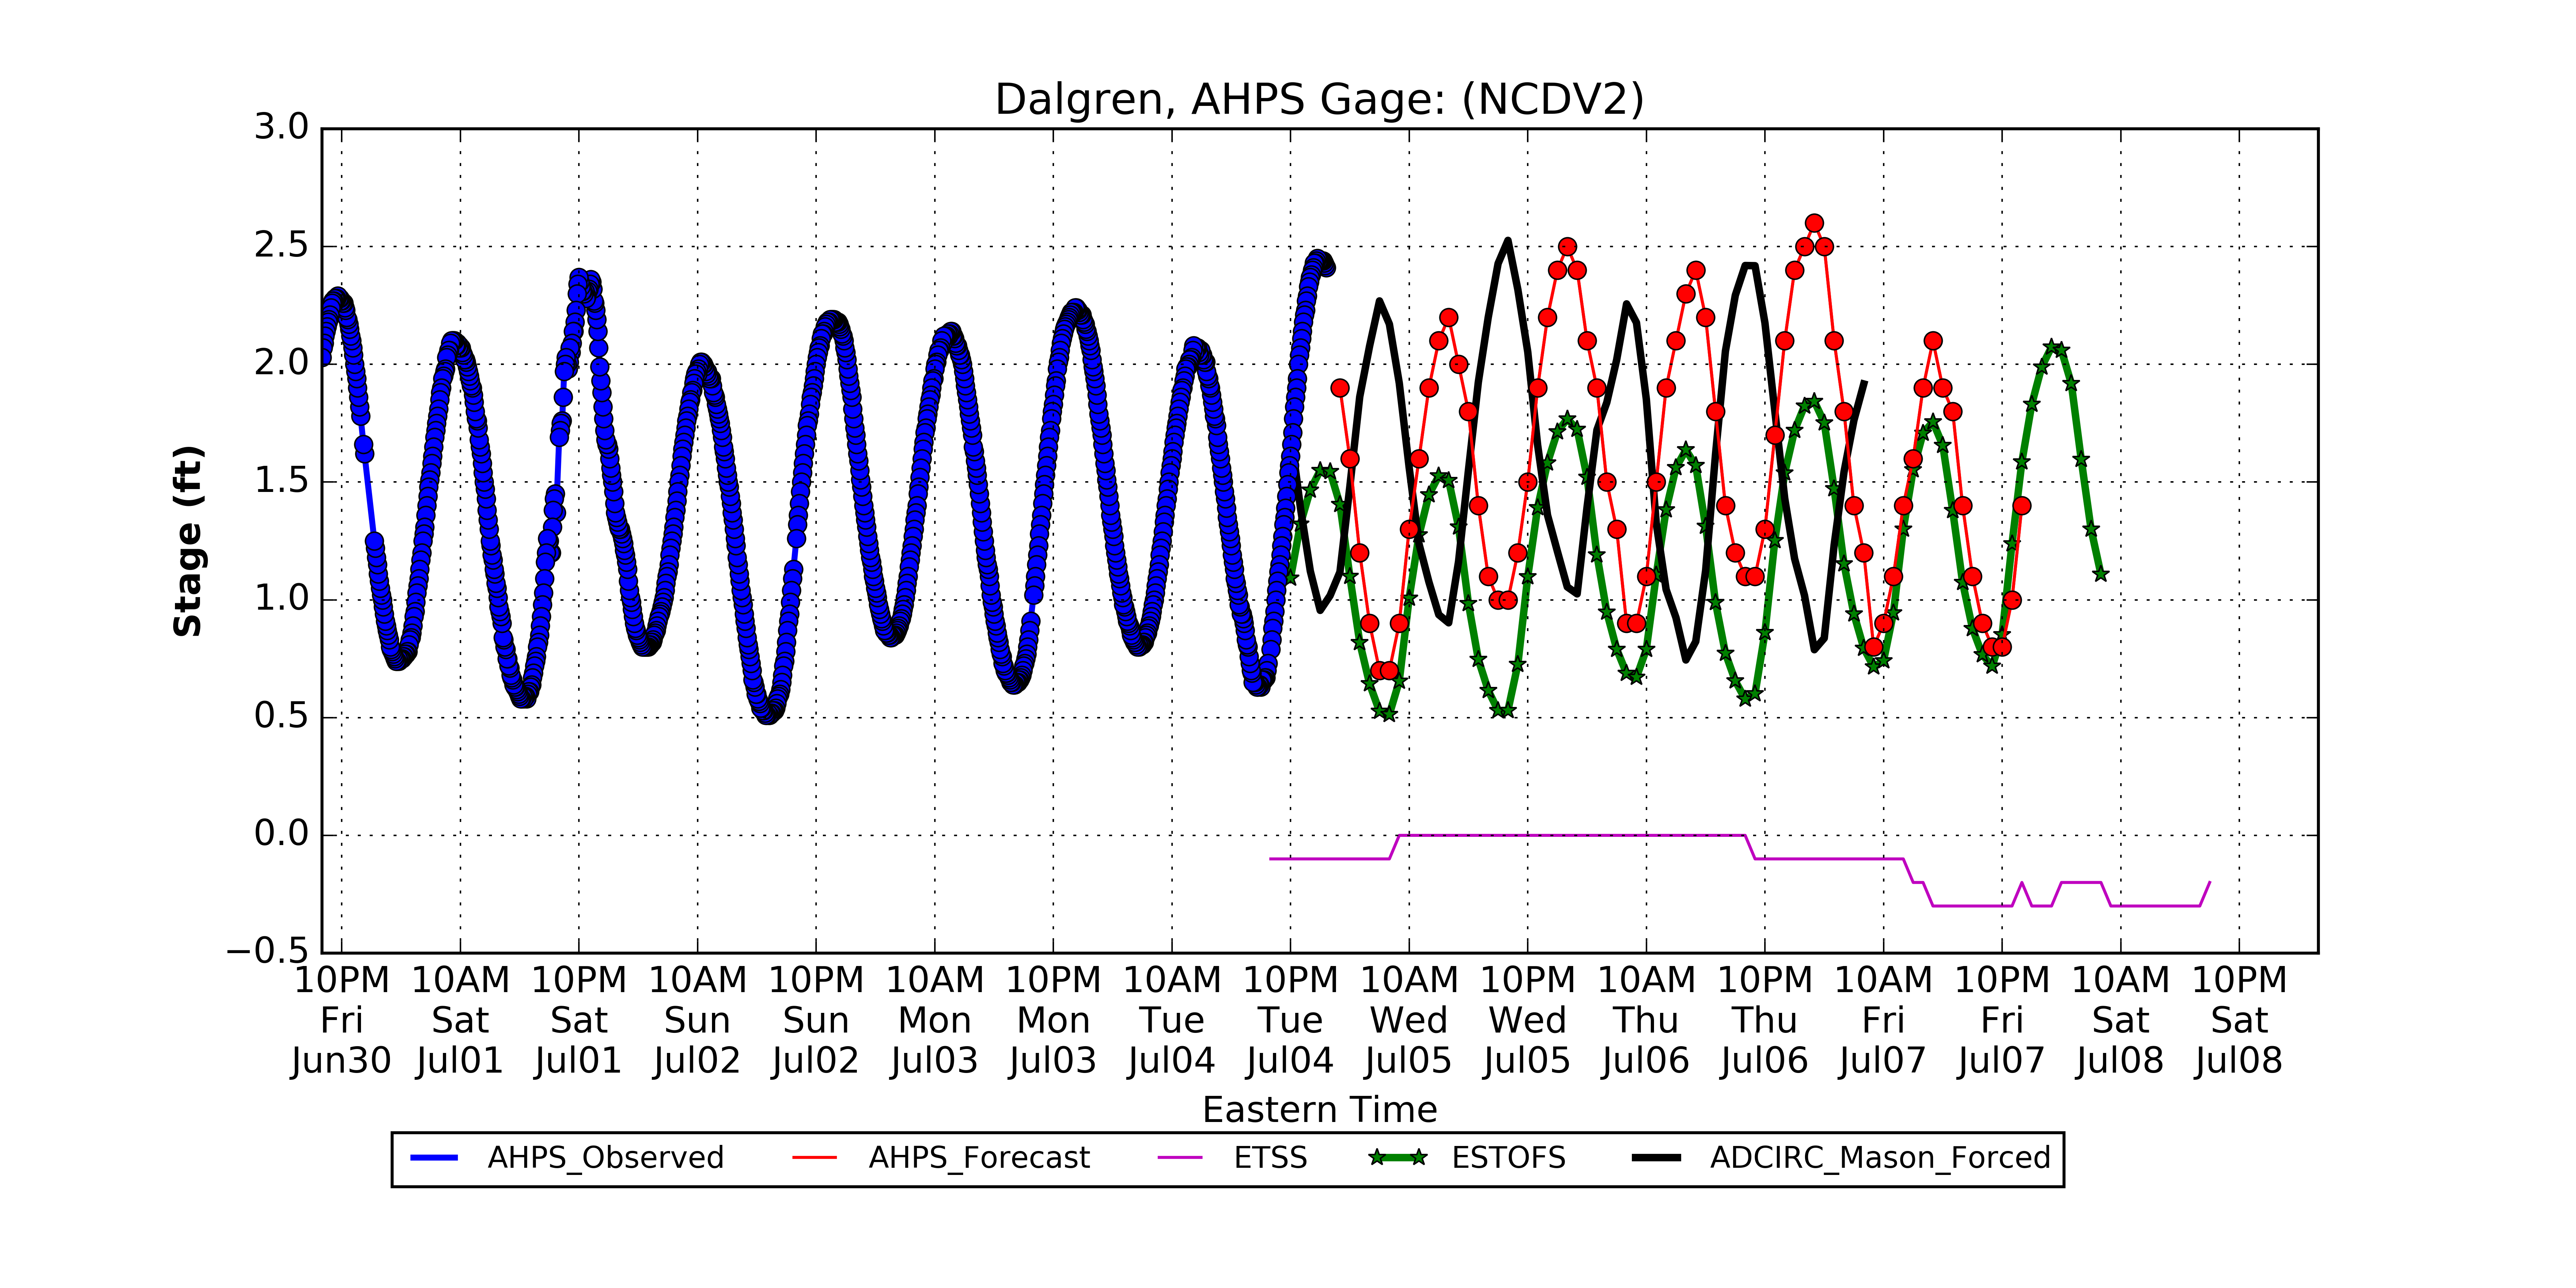 Dalgren, AHPS Gage: (NCDV2)
3.0
2.5
2.0
1.5
1.0
0.5
0.0
−0.5
Stage (ft)
10PM 10AM 10PM 10AM 10PM 10AM 10PM 10AM 10PM 10AM 10PM 10AM 10PM 10AM 10PM 10AM 10PM
Fri Sat Sat Sun Sun Mon Mon Tue Tue Wed Wed Thu Thu Fri Fri Sat Sat
Jun30 Jul01 Jul01 Jul02 Jul02 Jul03 Jul03 Jul04 Jul04 Jul05 Jul05 Jul06 Jul06 Jul07 Jul07 Jul08 Jul08
Eastern Time
AHPS_Observed AHPS_Forecast ETSS ESTOFS ADCIRC_Mason_Forced